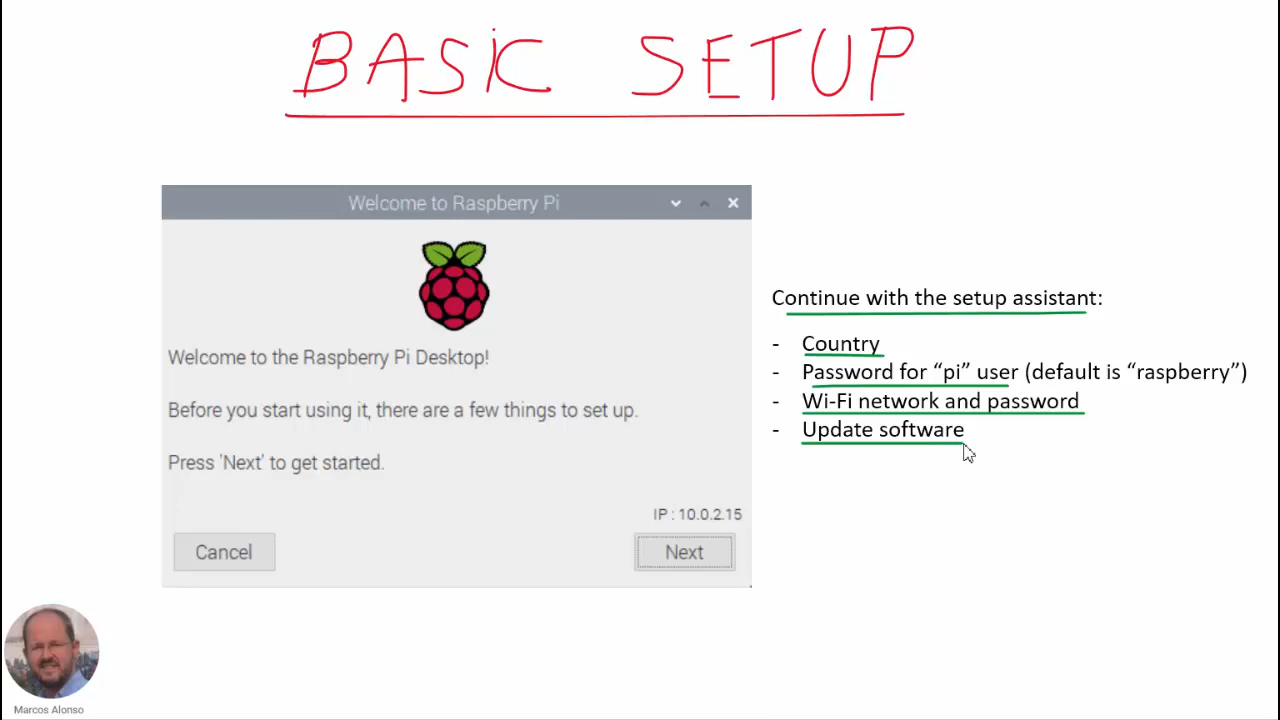 BASIC SETUP
Welcome to Raspberry Pi
Welcome to the Raspberry Pi Desktop!
Before you start using it, there are a few things to set up.
Press 'Next' to get started.
IP : 10.0.2.15
Cancel
Next
Continue with the setup assistant:
- Country
- Password for “pi” user (default is “raspberry”)
- Wi-Fi network and password
- Update software
Marcos Alonso